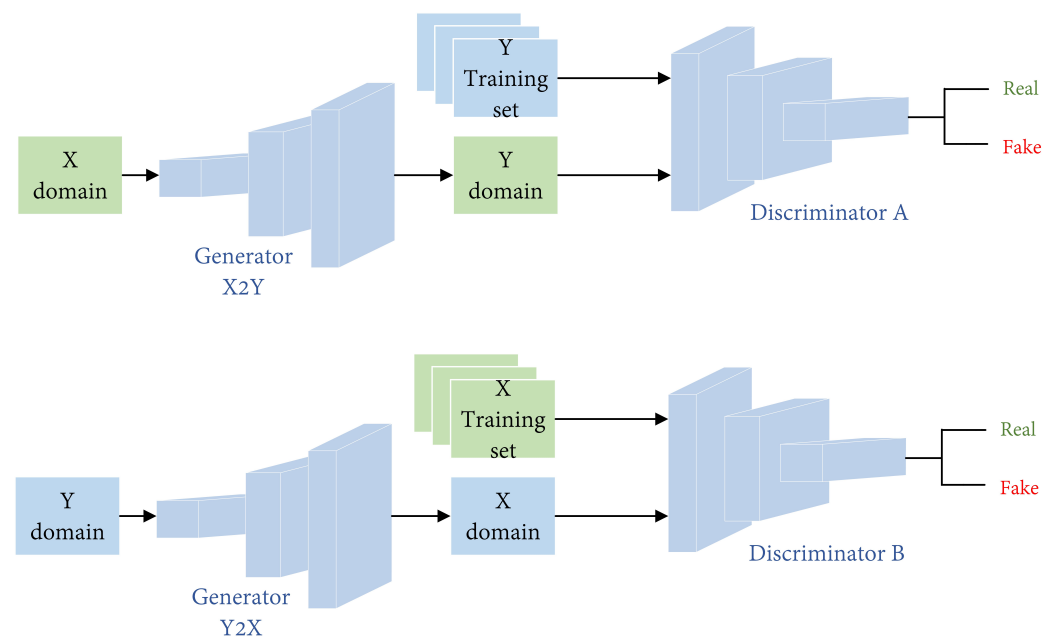 X
domain
Generator
X2Y
Y
Training
set
Y
domain
Discriminator A
Real
Fake
Y
domain
Generator
Y2X
X
Training
set
X
domain
Discriminator B
Real
Fake